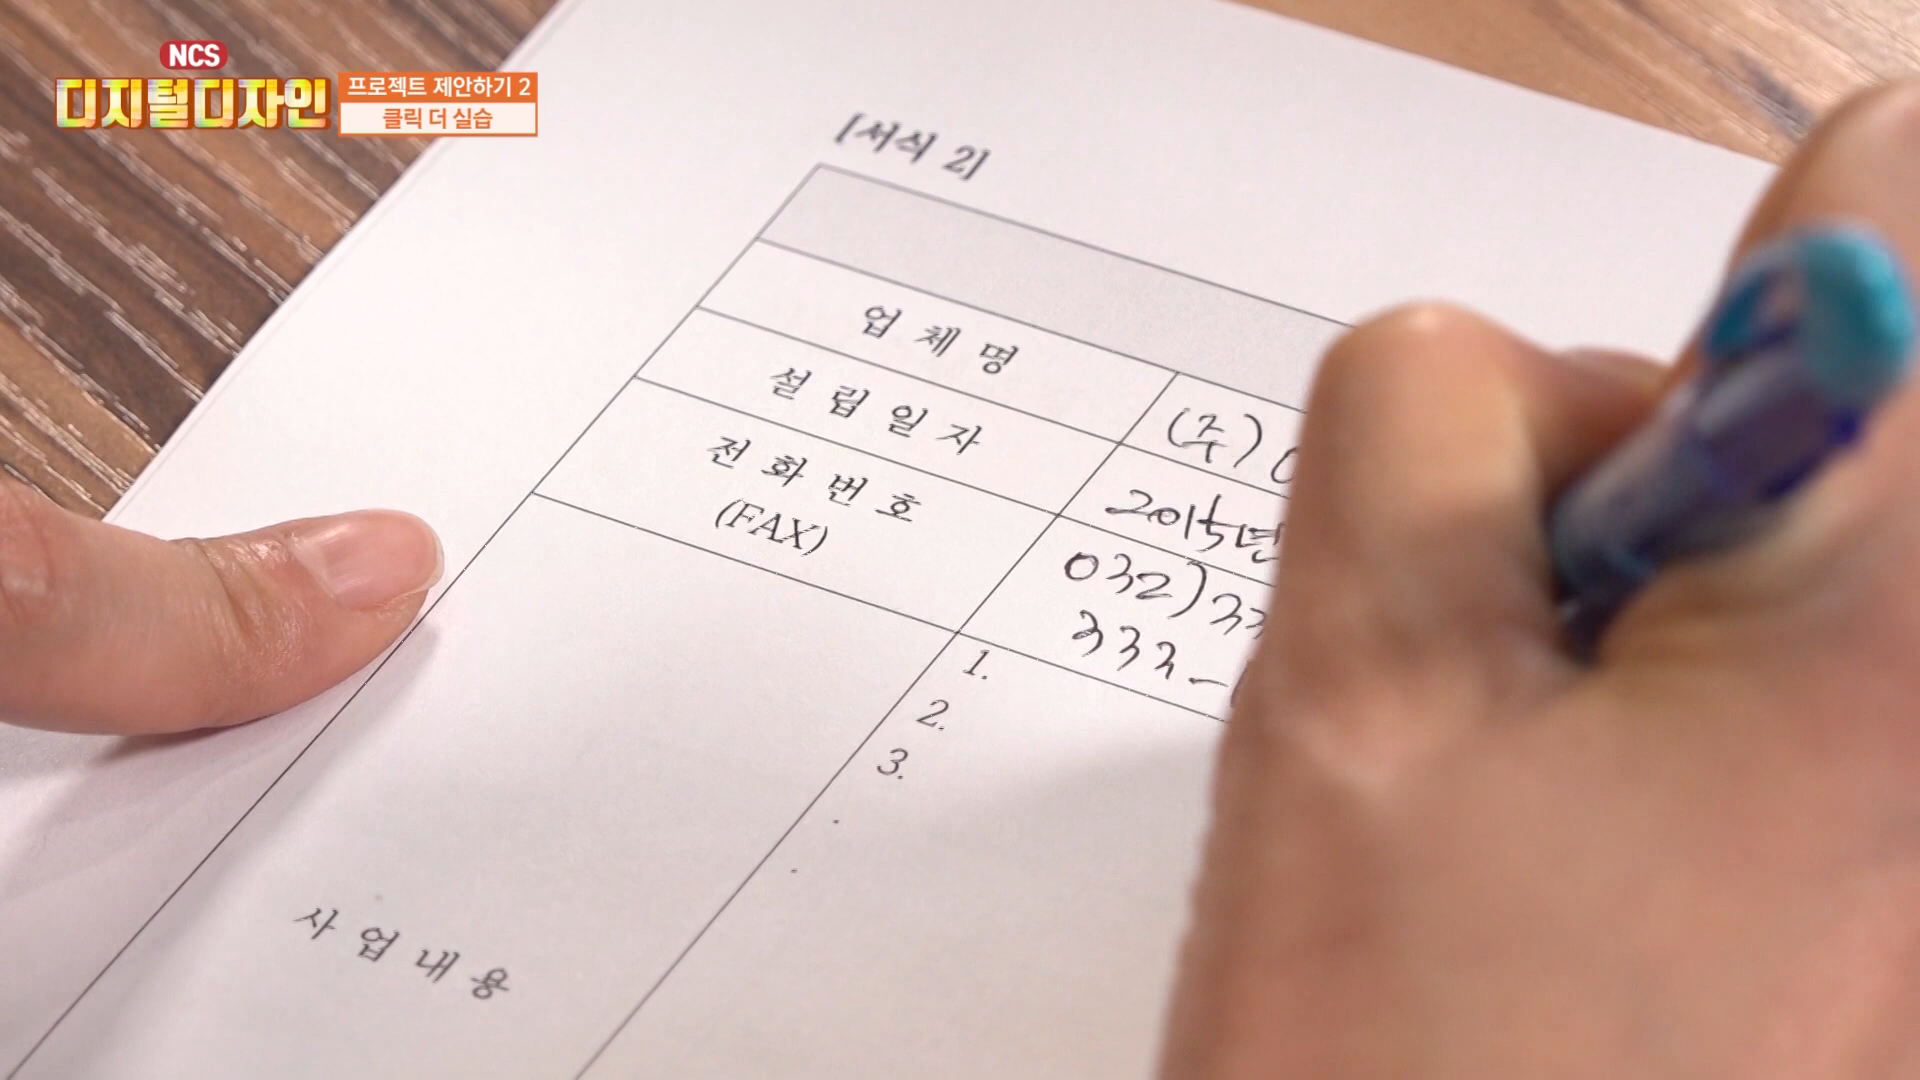 NCS
디지털디자인
프로젝트 제안하기 2
클릭 더 실습
[서식 2]
업 체 명
(주)
설 립 일 자
2015년
전 화 번 호
(FAX)
032) 33
333-
1.
2.
3.
.
.
사 업 내 용